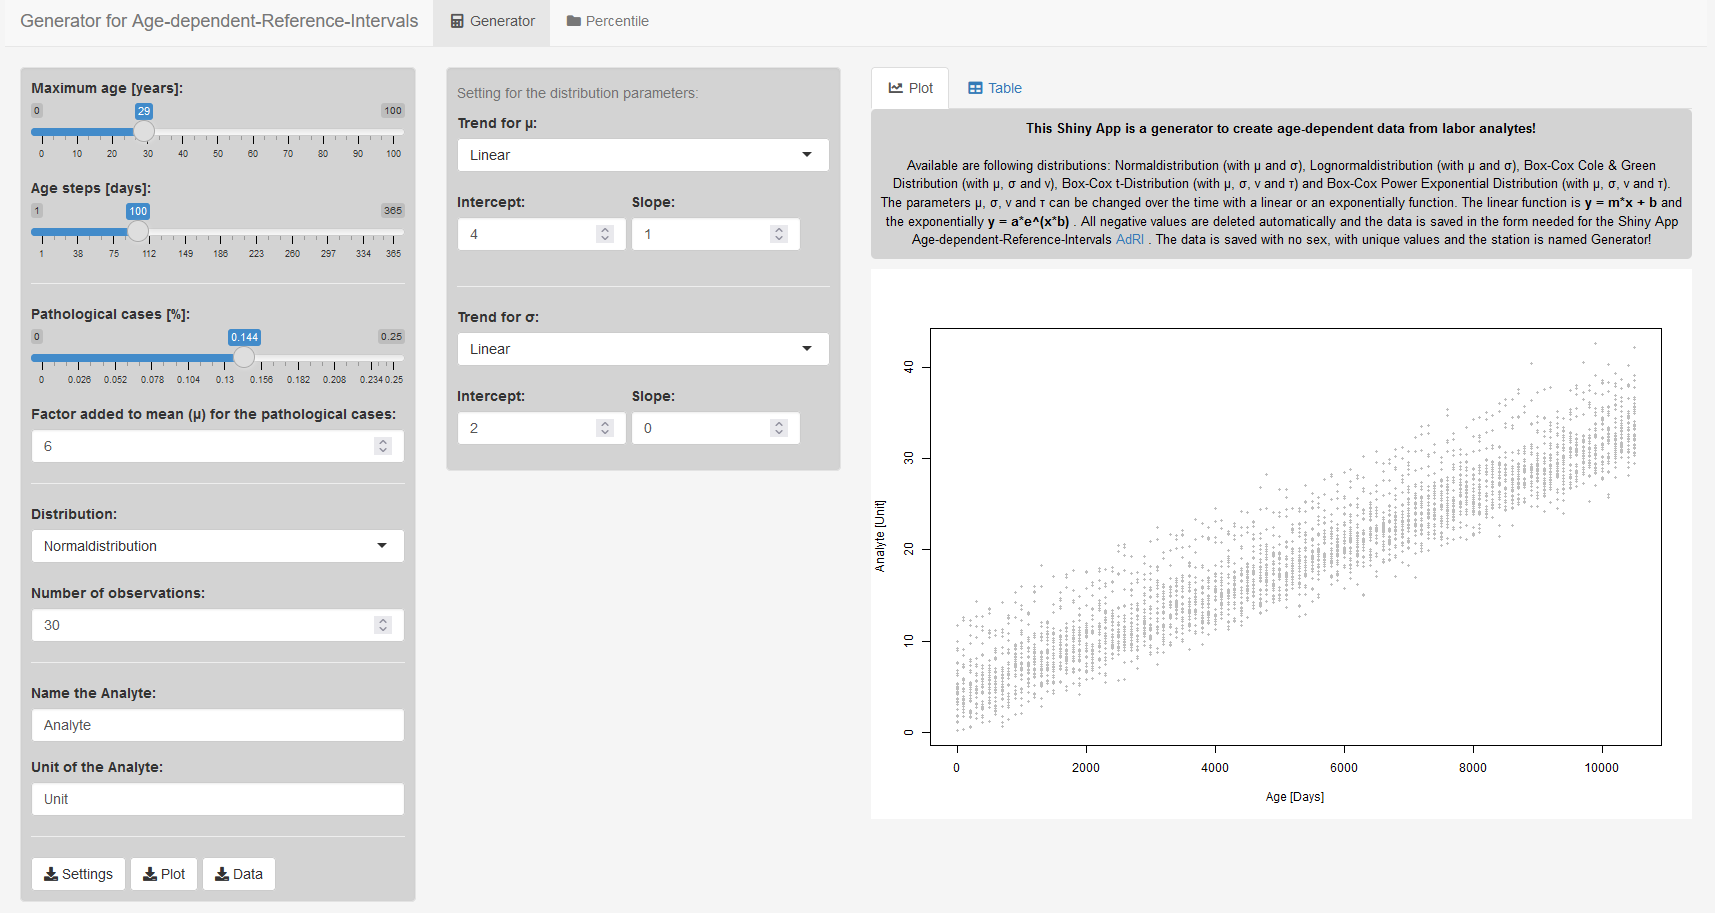 Generator for Age-dependent-Reference-Intervals
Generator
Percentile
Maximum age [years]:
0
29
100
0 10 20 30 40 50 60 70 80 90 100
Age steps [days]:
1
100
365
1 38 75 112 149 186 223 260 297 334 365
Pathological cases [%]:
0
0.144
0.25
0 0.026 0.052 0.078 0.104 0.13 0.156 0.182 0.208 0.234 0.25
Factor added to mean (μ) for the pathological cases:
6
Distribution:
Normaldistribution
Number of observations:
30
Name the Analyte:
Analyte
Unit of the Analyte:
Unit
Settings
Plot
Data
Setting for the distribution parameters:
Trend for μ:
Linear
Intercept: Slope:
4 1
Trend for σ:
Linear
Intercept: Slope:
2 0
Plot
Table
This Shiny App is a generator to create age-dependent data from labor analytes!
Available are following distributions: Normaldistribution (with μ and σ), Lognormaldistribution (with μ and σ), Box-Cox Cole & Green
Distribution (with μ, σ and ν), Box-Cox t-Distribution (with μ, σ, ν and τ) and Box-Cox Power Exponential Distribution (with μ, σ, ν and τ).
The parameters μ, σ, ν and τ can be changed over the time with a linear or an exponentially function. The linear function is y = m*x + b and
the exponentially y = a*e^(x*b) . All negative values are deleted automatically and the data is saved in the form needed for the Shiny App
Age-dependent-Reference-Intervals AdRI . The data is saved with no sex, with unique values and the station is named Generator!
Analyte [Unit]
40
30
20
10
0
0 2000 4000 6000 8000 10000
Age [Days]